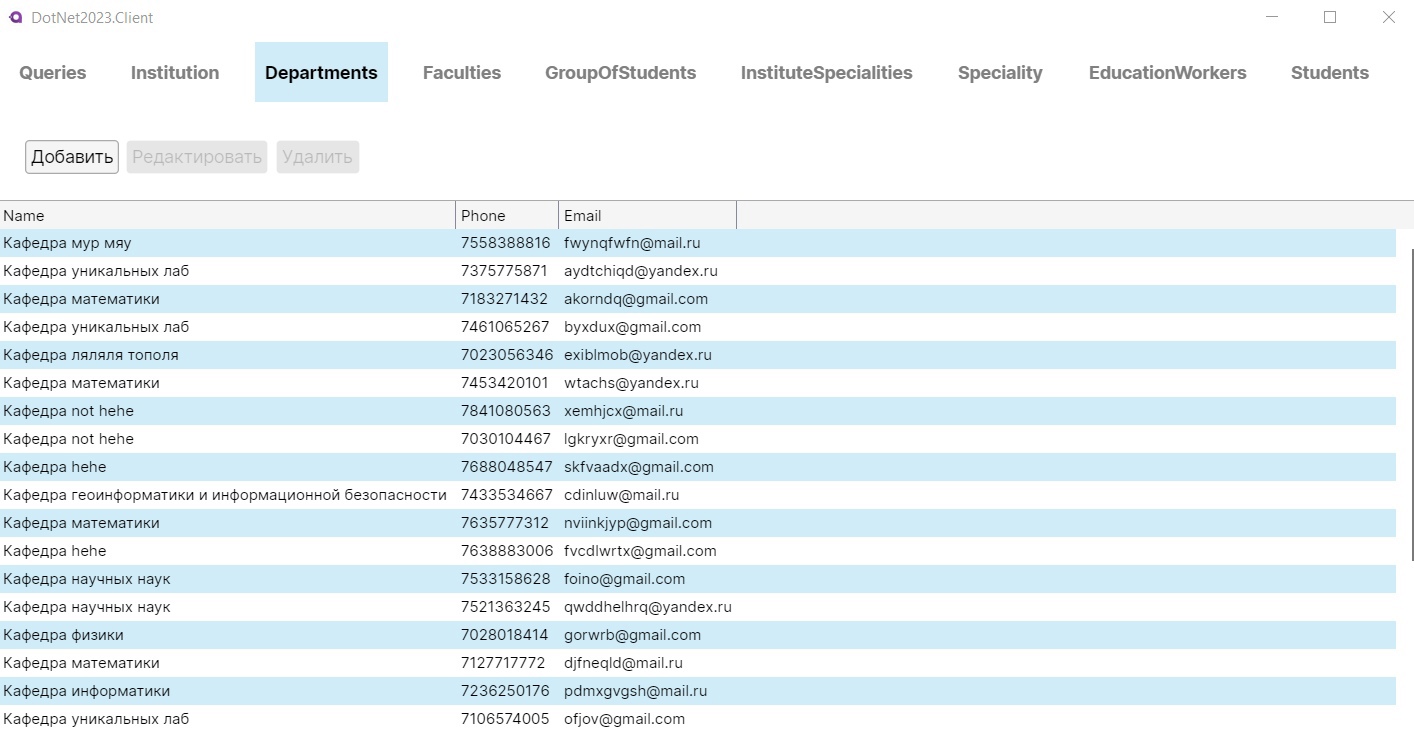 DotNet2023.Client
Queries Institution Departments Faculties GroupOfStudents InstituteSpecialities Speciality EducationWorkers Students
Добавить Редактировать Удалить
Name Phone Email
Кафедра мур мяу 7558388816 fwynqfwfn@mail.ru
Кафедра уникальных лаб 7375775871 aydtchiqd@yandex.ru
Кафедра математики 7183271432 akorndq@gmail.com
Кафедра уникальных лаб 7461065267 byxdux@gmail.com
Кафедра ляляля тополя 7023056346 exiblmob@yandex.ru
Кафедра математики 7453420101 wtachs@yandex.ru
Кафедра not hehe 7841080563 xemhjcx@mail.ru
Кафедра not hehe 7030104467 lgkryxr@gmail.com
Кафедра hehe 7688048547 skfvaadx@gmail.com
Кафедра геоинформатики и информационной безопасности 7433534667 cdinluw@mail.ru
Кафедра математики 7635777312 nviinkjyp@gmail.com
Кафедра hehe 7638883006 fvcdlwrtx@gmail.com
Кафедра научных наук 7533158628 foino@gmail.com
Кафедра научных наук 7521363245 qwddhelhrq@yandex.ru
Кафедра физики 7028018414 gorwrb@gmail.com
Кафедра математики 7127717772 djfneqld@mail.ru
Кафедра информатики 7236250176 pdmxgvgsh@mail.ru
Кафедра уникальных лаб 7106574005 ofjov@gmail.com